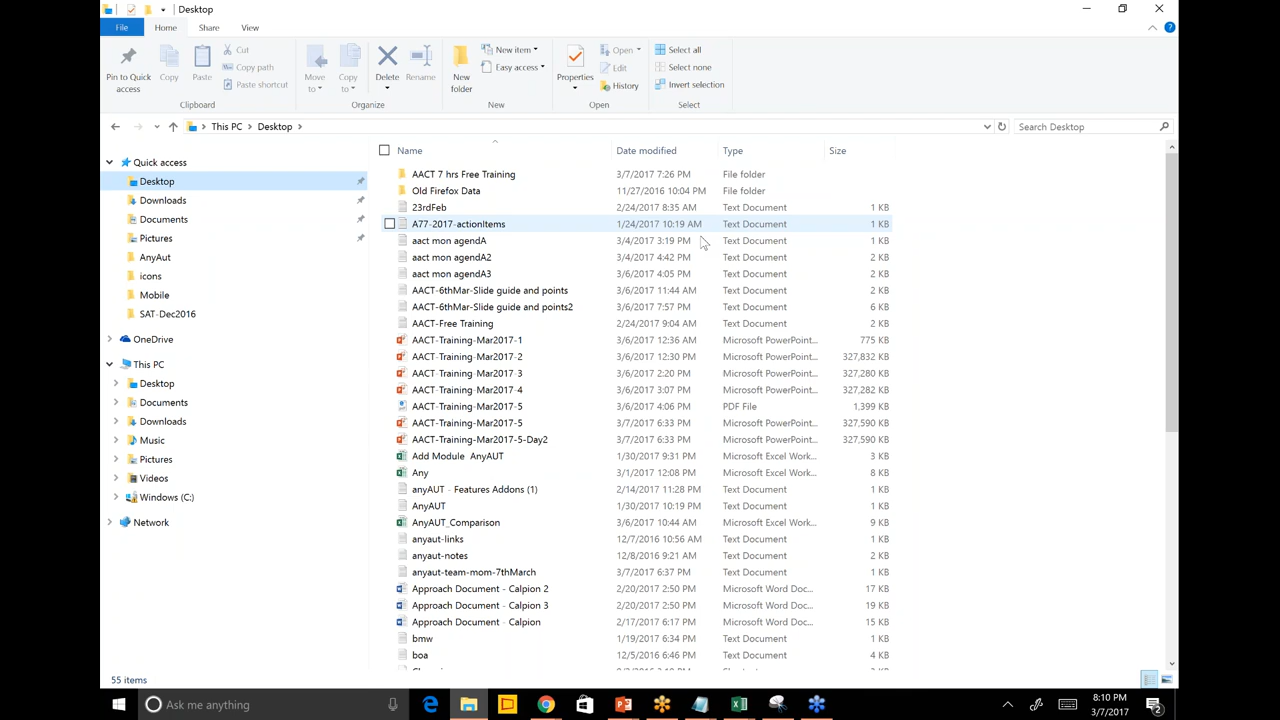 Desktop
File Home Share View
Pin to Quick access
Copy
Paste
Cut
Copy path
Paste shortcut
Clipboard
Move to
Copy to
Delete
Rename
Organize
New folder
New item
Easy access
New
Properties
Open
Edit
History
Open
Select all
Select none
Invert selection
Select
This PC Desktop
Search Desktop
Quick access
Desktop
Downloads
Documents
Pictures
AnyAut
icons
Mobile
SAT-Dec2016
OneDrive
This PC
Desktop
Documents
Downloads
Music
Pictures
Videos
Windows (C:)
Network
Name Date modified Type Size
AACT 7 hrs Free Training 3/7/2017 7:26 PM File folder
Old Firefox Data 11/27/2016 10:04 PM File folder
23rdFeb 2/24/2017 8:35 AM Text Document 1 KB
A77-2017-actionItems 1/24/2017 10:19 AM Text Document 1 KB
aact mon agendA 3/4/2017 3:19 PM Text Document 1 KB
aact mon agendA2 3/4/2017 4:42 PM Text Document 2 KB
aact mon agendA3 3/6/2017 4:05 PM Text Document 2 KB
AACT-6thMar-Slide guide and points 3/6/2017 11:44 AM Text Document 2 KB
AACT-6thMar-Slide guide and points2 3/6/2017 7:57 PM Text Document 6 KB
AACT-Free Training 2/24/2017 9:04 AM Text Document 2 KB
AACT-Training-Mar2017-1 3/6/2017 12:36 AM Microsoft PowerPoint... 775 KB
AACT-Training-Mar2017-2 3/6/2017 12:30 PM Microsoft PowerPoint... 327,832 KB
AACT-Training-Mar2017-3 3/6/2017 2:20 PM Microsoft PowerPoint... 327,280 KB
AACT-Training-Mar2017-4 3/6/2017 3:07 PM Microsoft PowerPoint... 327,282 KB
AACT-Training-Mar2017-5 3/6/2017 4:06 PM PDF File 1,399 KB
AACT-Training-Mar2017-5 3/7/2017 6:33 PM Microsoft PowerPoint... 327,590 KB
AACT-Training-Mar2017-5-Day2 3/7/2017 6:33 PM Microsoft PowerPoint... 327,590 KB
Add Module AnyAUT 1/30/2017 9:31 PM Microsoft Excel Work... 3 KB
Any 3/1/2017 12:08 PM Microsoft Excel Work... 8 KB
anyAUT - Features Addons (1) 2/14/2017 11:28 PM Text Document 1 KB
AnyAUT 1/30/2017 10:19 PM Text Document 1 KB
AnyAUT_Comparison 3/6/2017 10:44 AM Microsoft Excel Work... 9 KB
anyaut-links 12/7/2016 10:56 AM Text Document 1 KB
anyaut-notes 12/8/2016 9:21 AM Text Document 2 KB
anyaut-team-mom-7thMarch 3/7/2017 6:37 PM Text Document 1 KB
Approach Document - Calpion 2 2/20/2017 2:50 PM Microsoft Word Doc... 17 KB
Approach Document - Calpion 3 2/20/2017 2:50 PM Microsoft Word Doc... 19 KB
Approach Document - Calpion 2/17/2017 6:17 PM Microsoft Word Doc... 15 KB
bmw 1/19/2017 6:34 PM Text Document 1 KB
boa 12/5/2016 6:46 PM Text Document 4 KB
55 items
Ask me anything
8:10 PM
3/7/2017
2